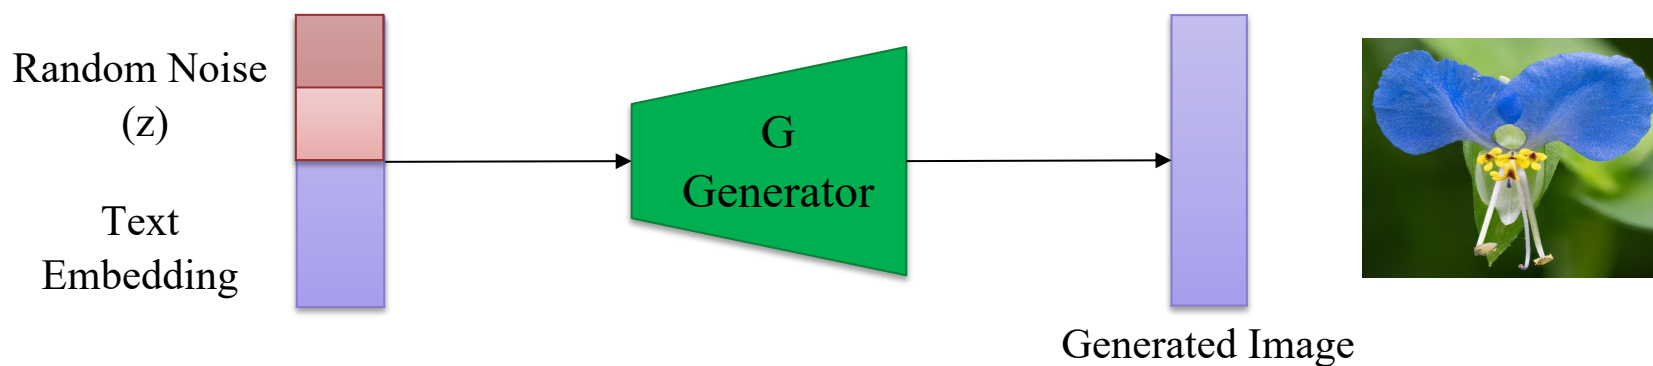 Random Noise
(z)
Text
Embedding
G
Generator
Generated Image